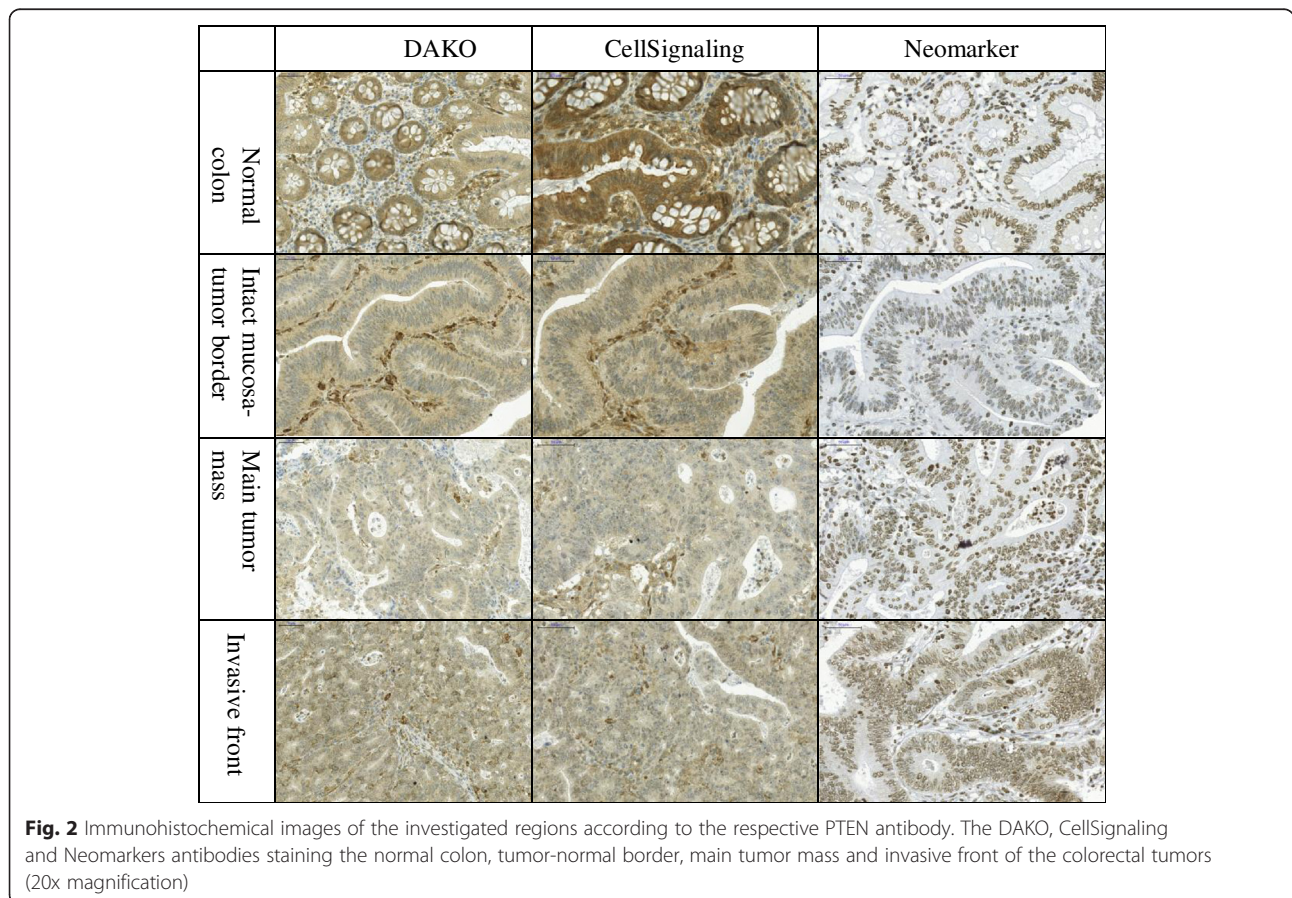 DAKO CellSignaling Neomarker
Normal
colon
Intact mucosa-
tumor border
Main tumor
mass
Invasive front
Fig. 2 Immunohistochemical images of the investigated regions according to the respective PTEN antibody. The DAKO, CellSignaling
and Neomarkers antibodies staining the normal colon, tumor-normal border, main tumor mass and invasive front of the colorectal tumors
(20x magnification)